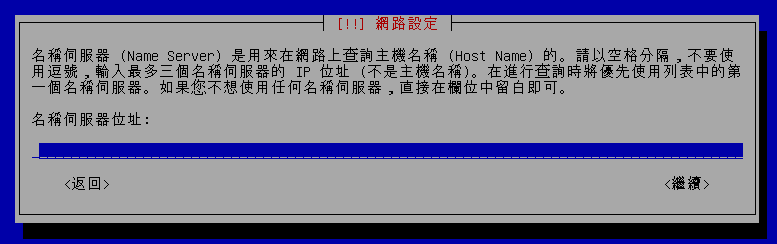 [!!] 網路設定
名稱伺服器 (Name Server) 是用來在網路上查詢主機名稱 (Host Name) 的。請以空格分隔，不要使
用逗號，輸入最多三個名稱伺服器的 IP 位址 (不是主機名稱)。在進行查詢時將優先使用列表中的第
一個名稱伺服器。如果您不想使用任何名稱伺服器，直接在欄位中留白即可。
名稱伺服器位址:
<返回> <繼續>